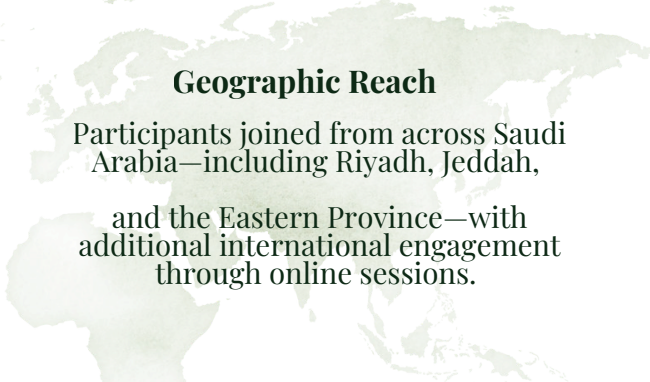 Geographic Reach
Participants joined from across Saudi
Arabia—including Riyadh, Jeddah,
and the Eastern Province—with
additional international engagement
through online sessions.